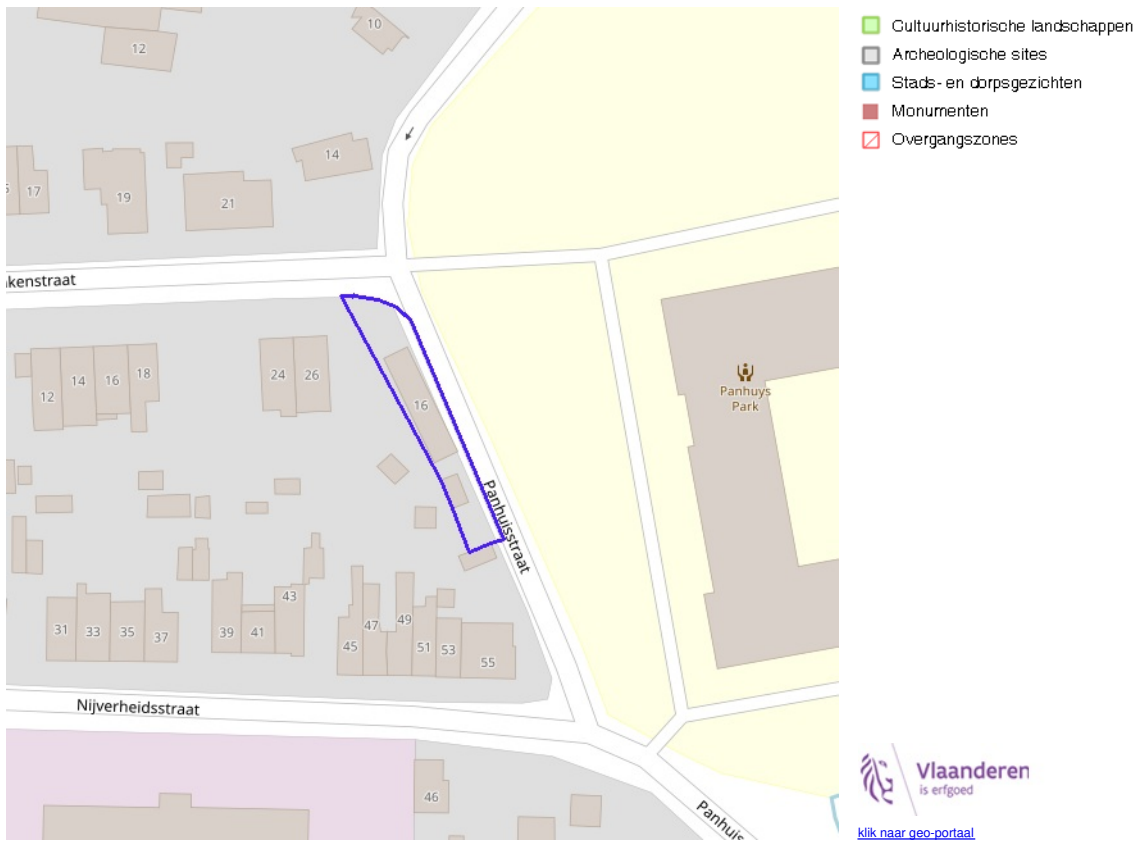 10
12
14
5
17
19
21
kenstraat
16
12
14
16
18
24
26
Panhuisstraat
Panhuys
Park
31
33
35
37
39
41
43
45
47
49
51
53
55
Nijverheidsstraat
46
Panhuis
Cultuurhistorische landschappen
Archeologische sites
Stads- en dorpsgezichten
Monumenten
Overgangszones
Vlaanderen
is erfgoed
klik naar geo-portaal